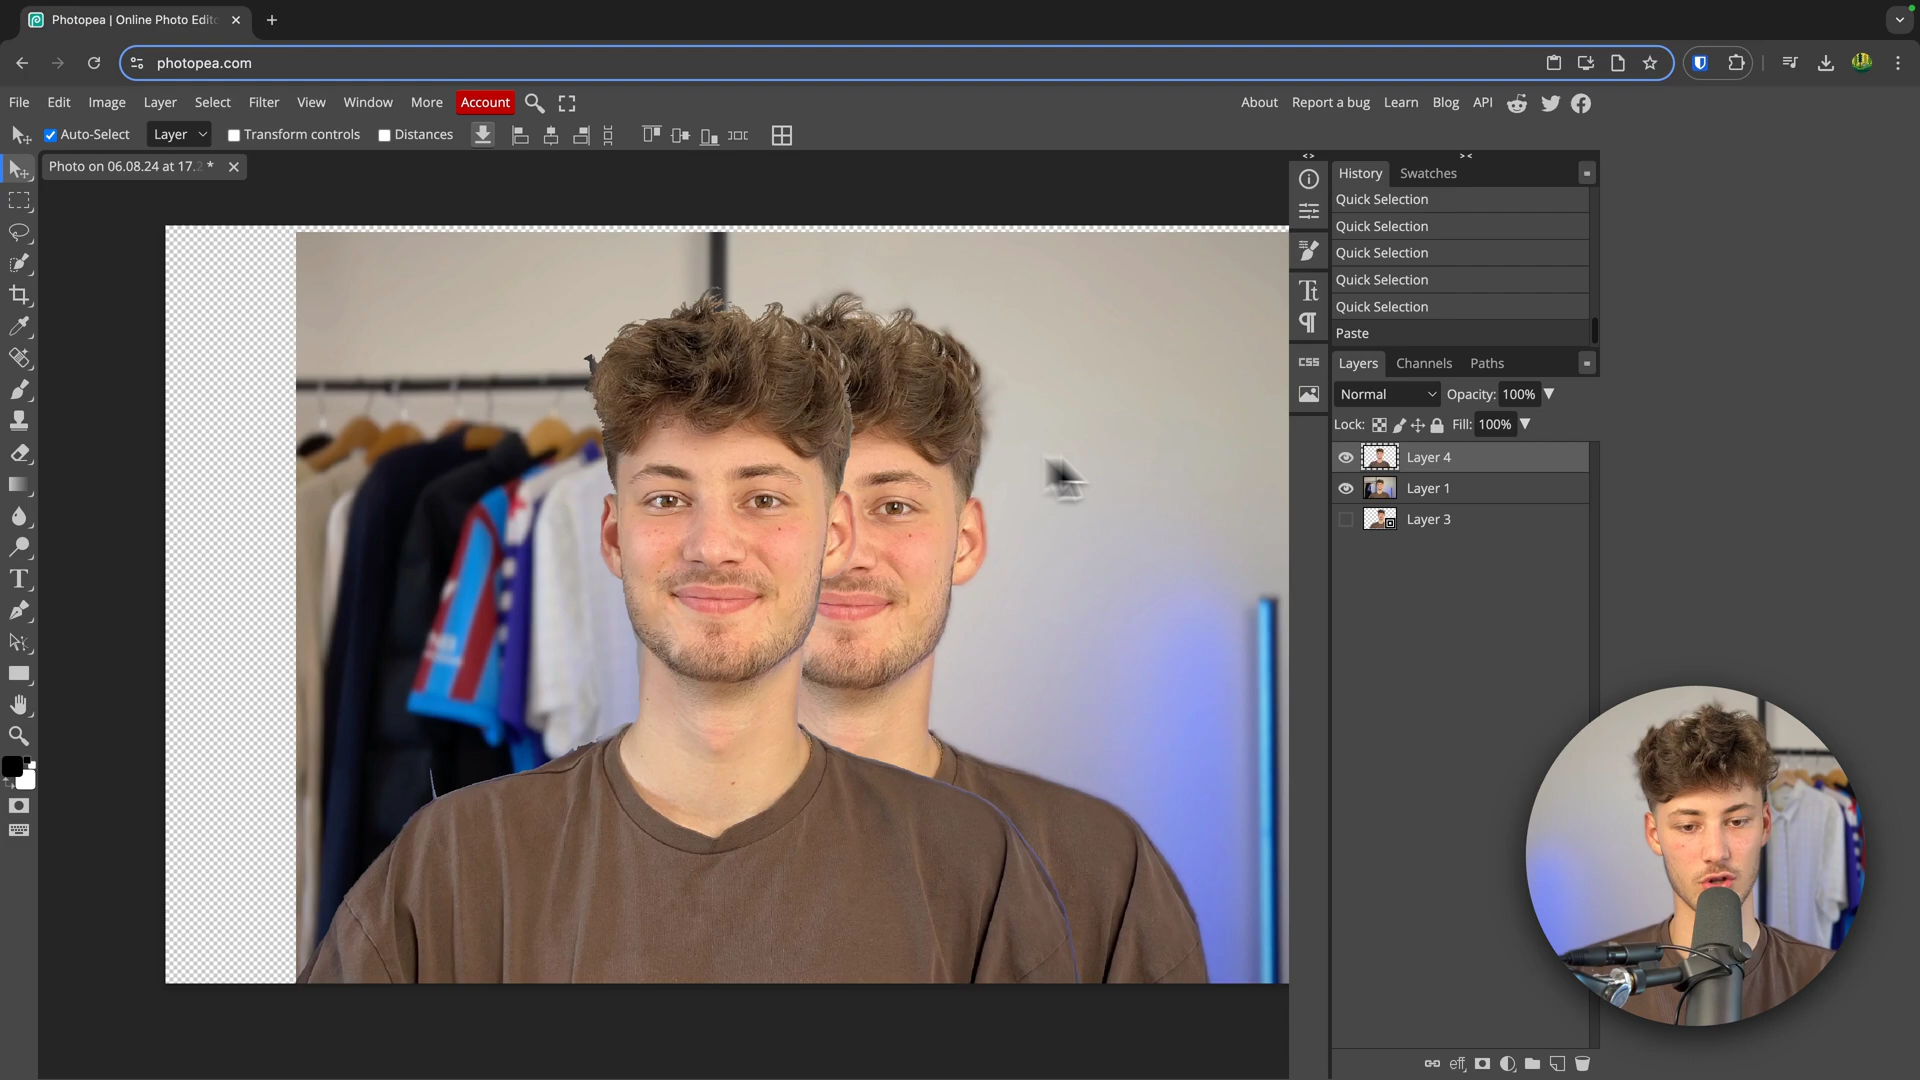 Photopea | Online Photo Edito
photopea.com
File Edit Image Layer Select Filter View Window More Account
About Report a bug Learn Blog API
Auto-Select Layer Transform controls Distances
Photo on 06.08.24 at 17.2 *
History Swatches
Quick Selection
Quick Selection
Quick Selection
Quick Selection
Quick Selection
Paste
Layers Channels Paths
Normal Opacity: 100%
Lock: Fill: 100%
Layer 4
Layer 1
Layer 3
CSS
eff